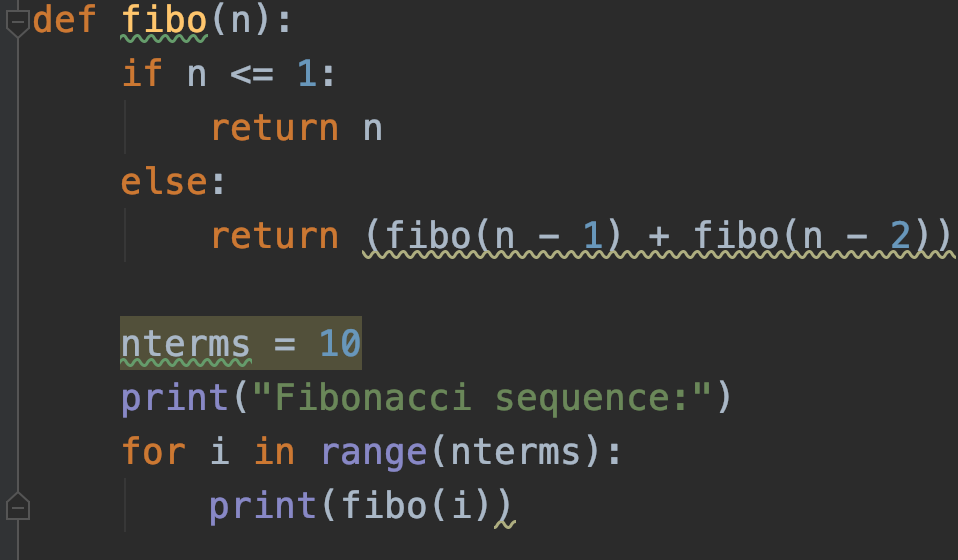 def fibo(n):
    if n <= 1:
        return n
    else:
        return (fibo(n - 1) + fibo(n - 2))

    nterms = 10
    print("Fibonacci sequence:")
    for i in range(nterms):
        print(fibo(i))